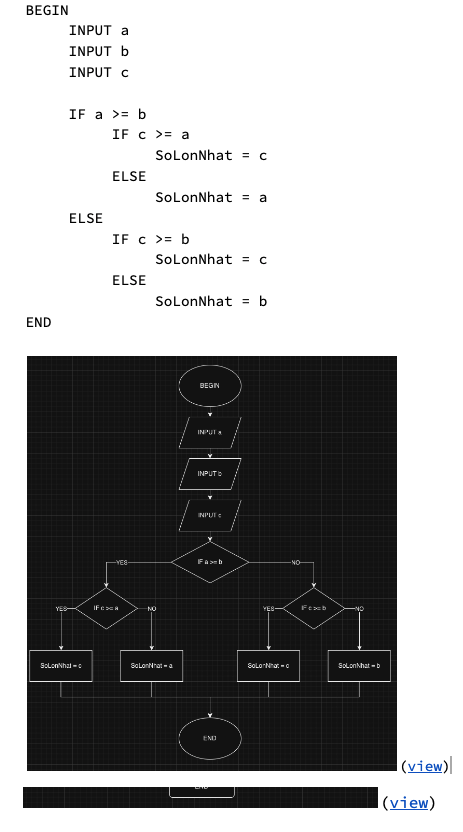 BEGIN
INPUT a
INPUT b
INPUT c
IF a >= b
IF c >= a
SoLonNhat = c
ELSE
SoLonNhat = a
ELSE
IF c >= b
SoLonNhat = c
ELSE
SoLonNhat = b
END
BEGIN
INPUT a
INPUT b
INPUT c
IF a >= b
YES NO
IF c >= a IF c >= b
YES NO YES NO
SoLonNhat = c SoLonNhat = a SoLonNhat = c SoLonNhat = b
END
(view)
END
(view)